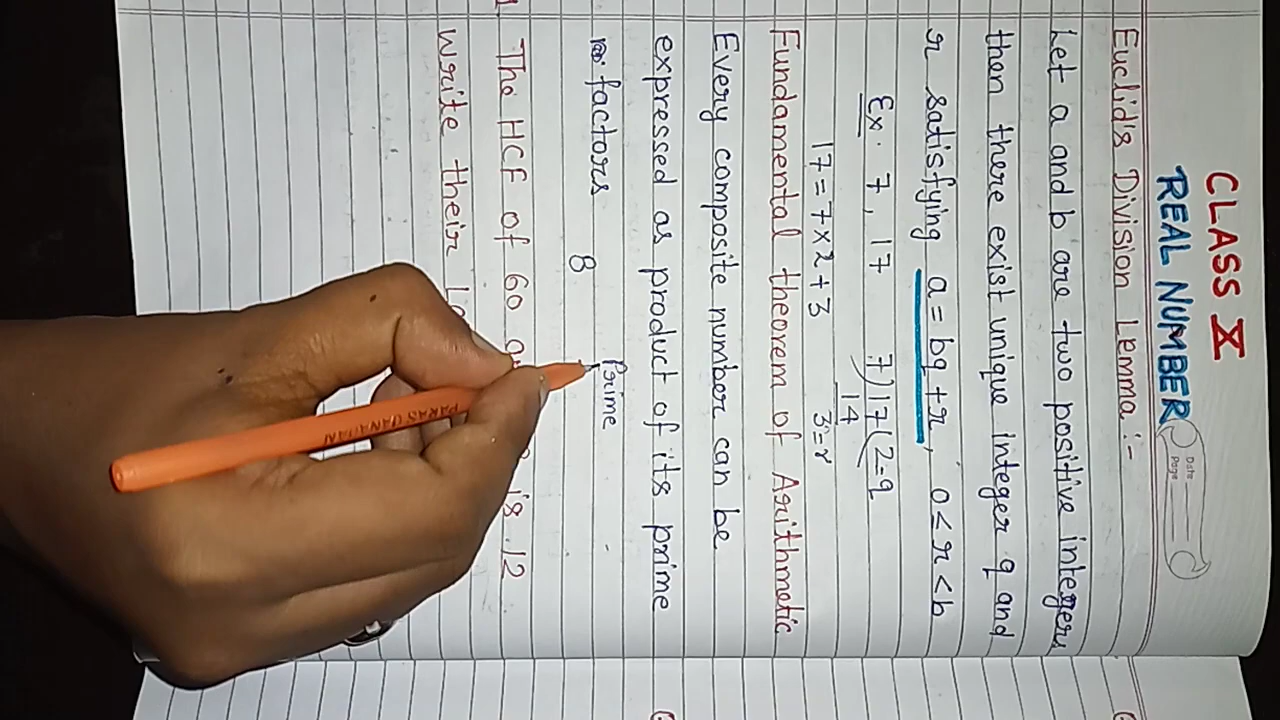 CLASS X
REAL NUMBER
Date
Page
Euclid's Division Lemma :-
Let a and b are two positive integers
then there exist unique integer q and
r satisfying a = bq + r, 0 ≤ r < b
Ex. 7, 17 7)17(2=q
14
17 = 7×2+3 3=r
Fundamental theorem of Arithmetic
Every composite number can be
expressed as product of its prime
factors Prime
8
The HCF of 60 is 12
Write their
PARAS JANANAN